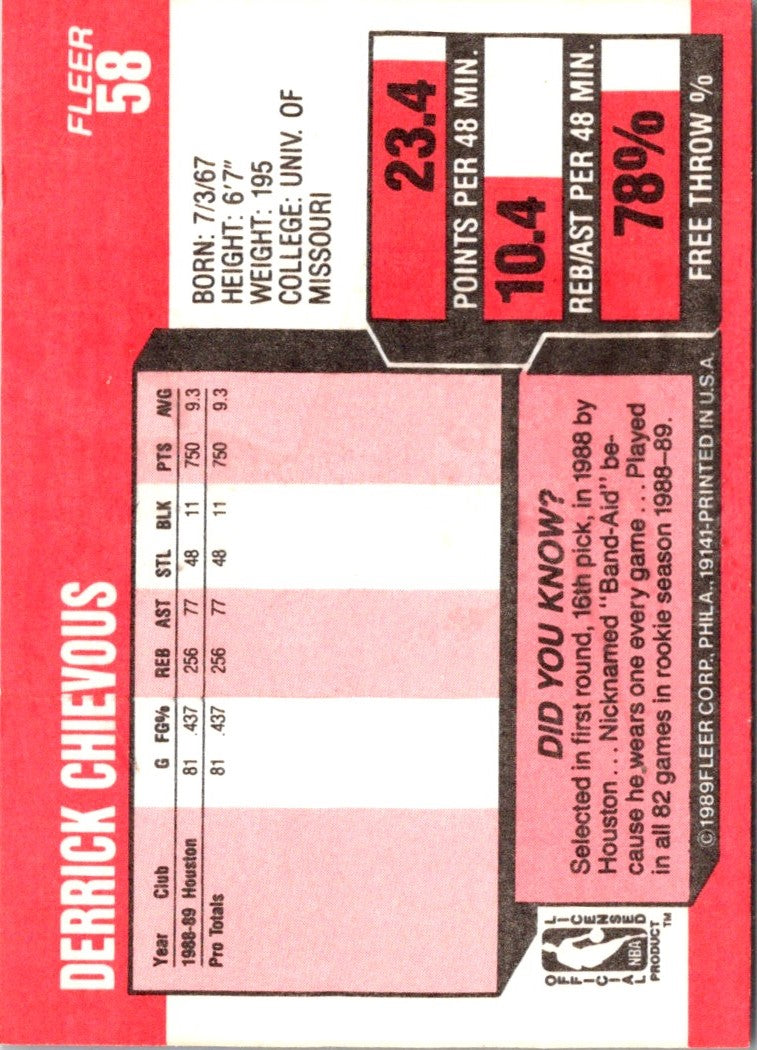 DERRICK CHIEVOUS
FLEER
58
BORN: 7/3/67
HEIGHT: 6'7"
WEIGHT: 195
COLLEGE: UNIV. OF
MISSOURI
Year Club G FG% REB AST STL BLK PTS AVG
1988-89 Houston 81 .437 256 77 48 11 750 9.3
Pro Totals 81 .437 256 77 48 11 750 9.3
23.4
POINTS PER 48 MIN.
10.4
REB/AST PER 48 MIN.
78%
FREE THROW %
DID YOU KNOW?
Selected in first round, 16th pick, in 1988 by
Houston... Nicknamed "Band-Aid" be-
cause he wears one every game... Played
in all 82 games in rookie season 1988–89.
OFFICIAL LICENSED
NBA
PRODUCT™
©1989 FLEER CORP. PHILA., 19141-PRINTED IN U.S.A.